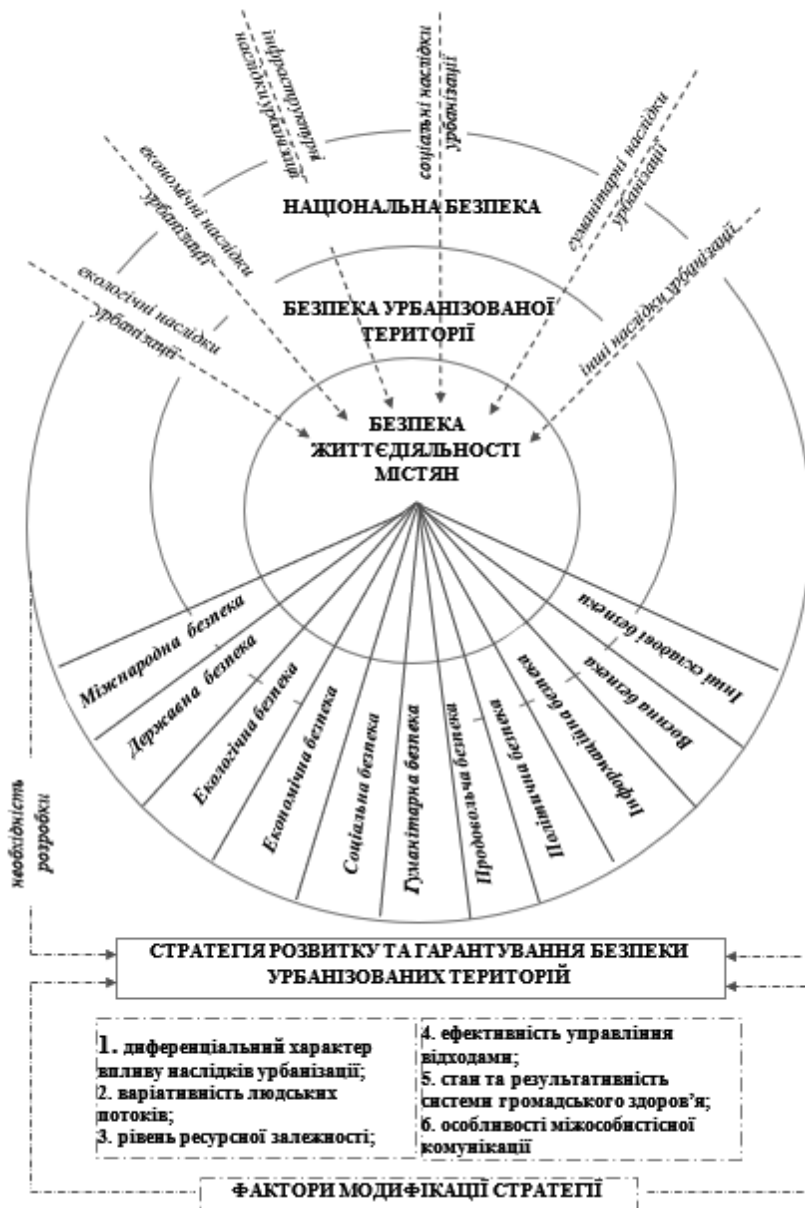 інфраструктурні
наслідки урбанізації
соціальні наслідки
урбанізації
економічні наслідки
урбанізації
гуманітарні наслідки
урбанізації
екологічні наслідки
урбанізації
інші наслідки урбанізації
НАЦІОНАЛЬНА БЕЗПЕКА
БЕЗПЕКА УРБАНІЗОВАНОЇ
ТЕРИТОРІЇ
БЕЗПЕКА
ЖИТТЄДІЯЛЬНОСТІ
МІСТЯН
Міжнародна безпека
Державна безпека
Екологічна безпека
Економічна безпека
Соціальна безпека
Гуманітарна безпека
Продовольча безпека
Політична безпека
Інформаційна безпека
Воєнна безпека
Інші складові безпеки
необхідність
розробки
СТРАТЕГІЯ РОЗВИТКУ ТА ГАРАНТУВАННЯ БЕЗПЕКИ
УРБАНІЗОВАНИХ ТЕРИТОРІЙ
1. диференціальний характер
впливу наслідків урбанізації;
2. варіативність людських
потоків;
3. рівень ресурсної залежності;
4. ефективність управління
відходами;
5. стан та результативність
системи громадського здоров’я;
6. особливості міжособистісної
комунікації
ФАКТОРИ МОДИФІКАЦІЇ СТРАТЕГІЇ